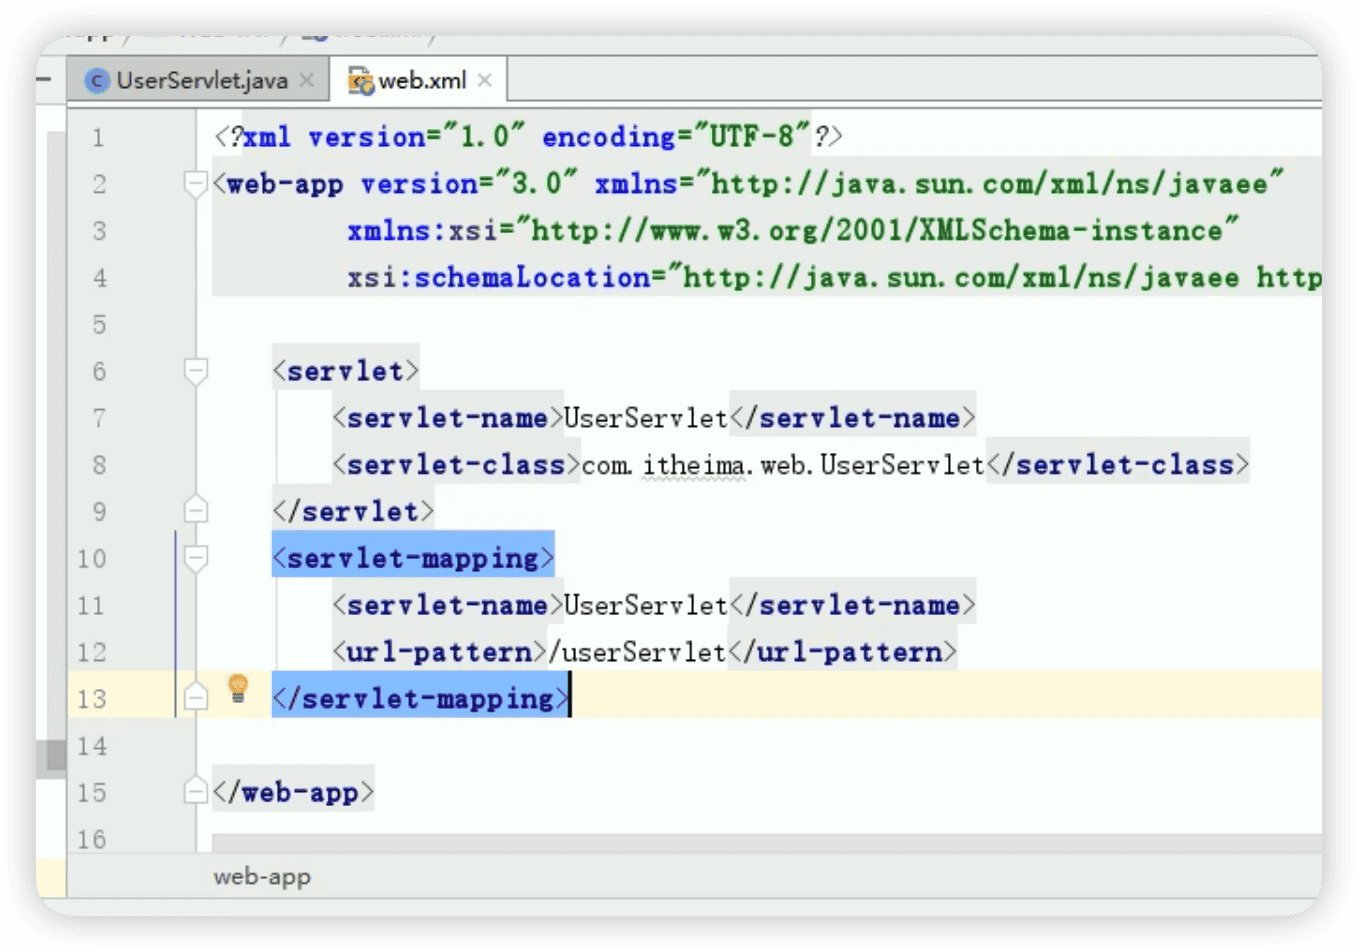 UserServlet.java web.xml
1 <?xml version="1.0" encoding="UTF-8"?>
2 <web-app version="3.0" xmlns="http://java.sun.com/xml/ns/javaee"
3 xmlns:xsi="http://www.w3.org/2001/XMLSchema-instance"
4 xsi:schemaLocation="http://java.sun.com/xml/ns/javaee http
5
6 <servlet>
7 <servlet-name>UserServlet</servlet-name>
8 <servlet-class>com.itheima.web.UserServlet</servlet-class>
9 </servlet>
10 <servlet-mapping>
11 <servlet-name>UserServlet</servlet-name>
12 <url-pattern>/userServlet</url-pattern>
13 </servlet-mapping>
14
15 </web-app>
16
web-app